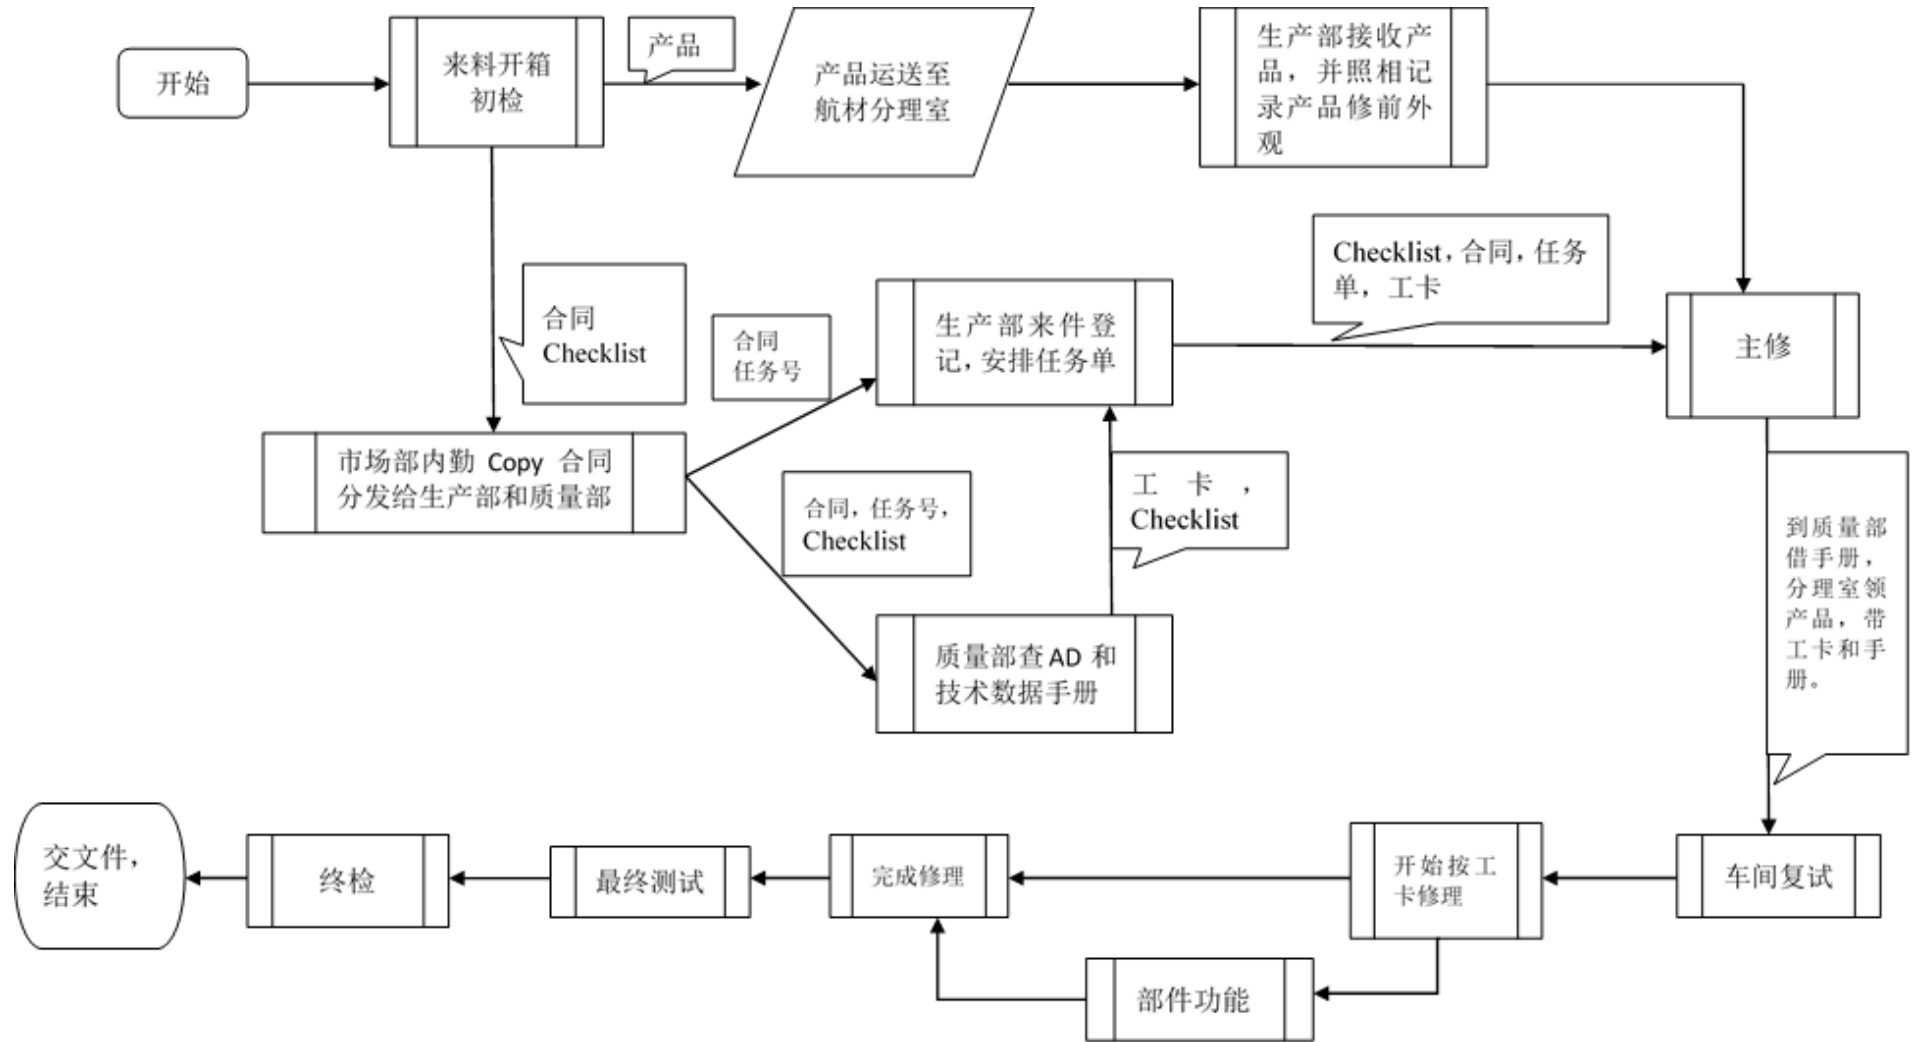 开始
来料开箱
初检
产品
产品运送至
航材分理室
生产部接收产
品，并照相记
录产品修前外
观
合同
Checklist
合同
任务号
生产部来件登
记，安排任务单
Checklist，合同，任务
单，工卡
主修
市场部内勤 Copy 合同
分发给生产部和质量部
合同，任务号，
Checklist
工卡，
Checklist
质量部查AD 和
技术数据手册
到质量部
借手册，
分理室领
产品，带
工卡和手
册。
车间复试
开始按工
卡修理
部件功能
完成修理
最终测试
终检
交文件，
结束